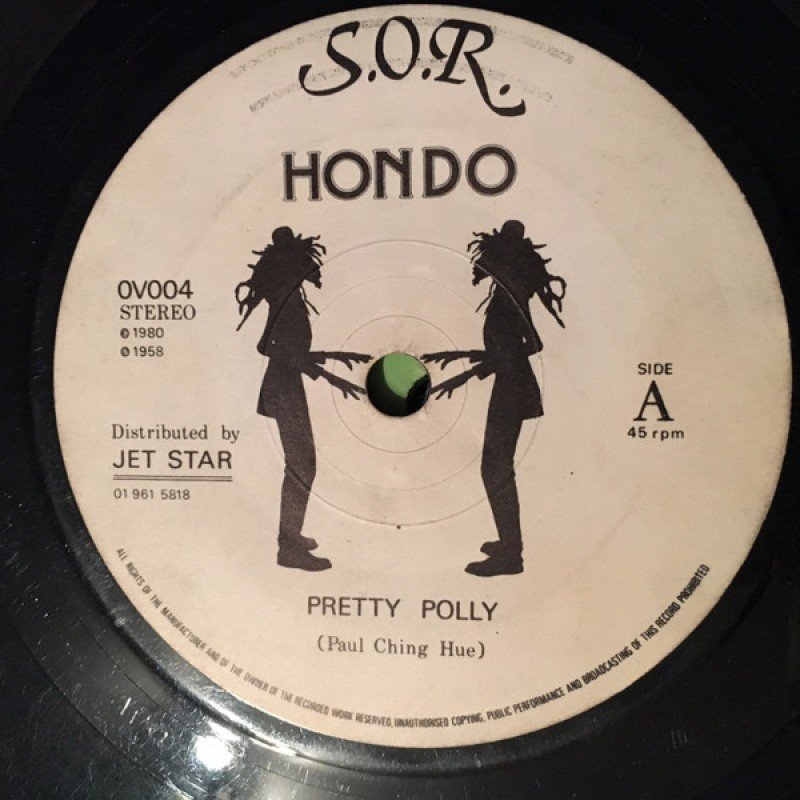 S.O.R.
HONDO
OV004
STEREO
© 1980
℗ 1958
Distributed by
JET STAR
01 961 5818
SIDE
A
45 rpm
PRETTY POLLY
(Paul Ching Hue)
ALL RIGHTS OF THE MANUFACTURER AND OF THE OWNER OF THE RECORDED WORK RESERVED, UNAUTHORISED COPYING, PUBLIC PERFORMANCE AND BROADCASTING OF THIS RECORD PROHIBITED